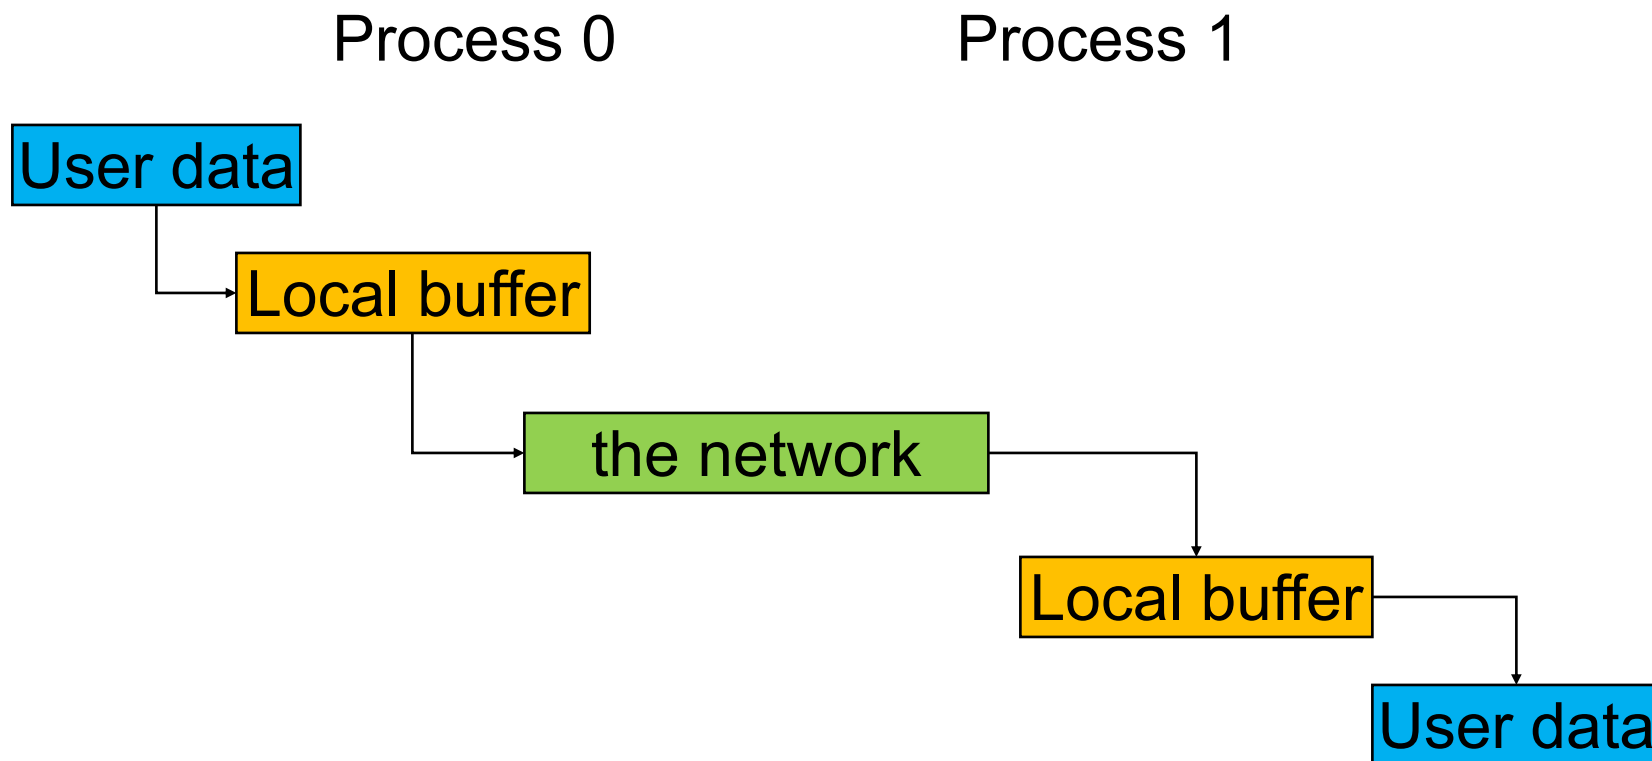 Process 0
Process 1
User data
Local buffer
the network
Local buffer
User data